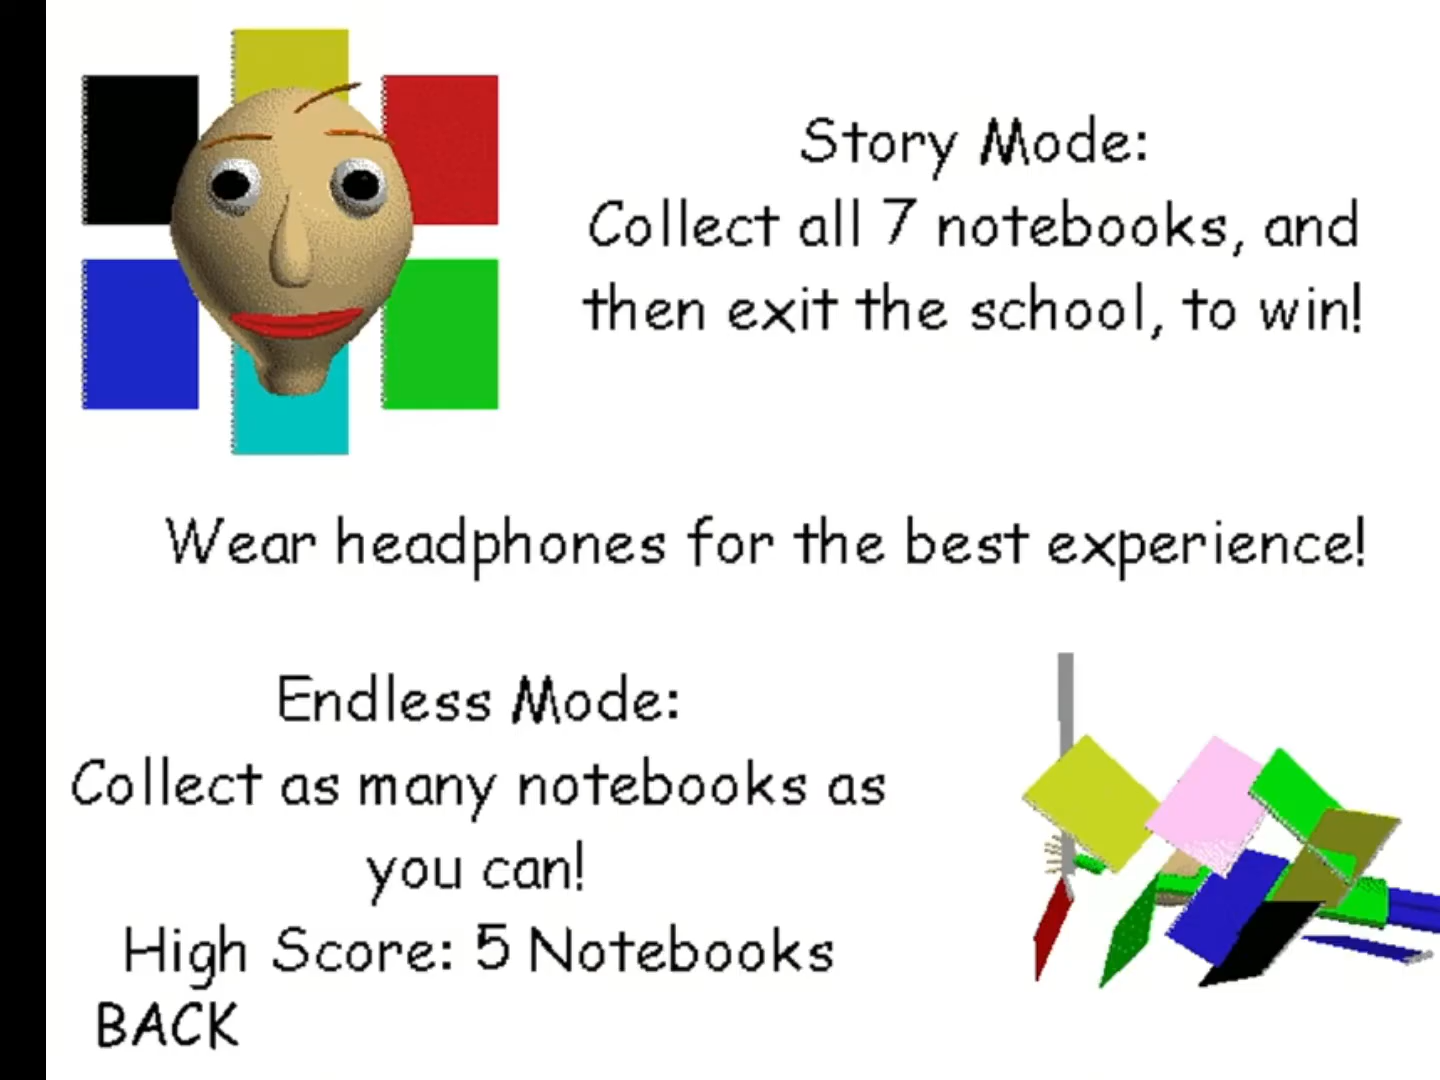 Story Mode:
Collect all 7 notebooks, and
then exit the school, to win!
Wear headphones for the best experience!
Endless Mode:
Collect as many notebooks as
you can!
High Score: 5 Notebooks
BACK